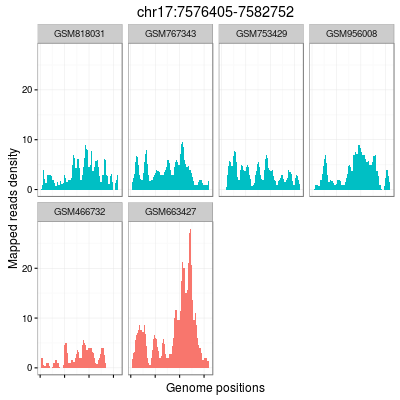 chr17:7576405-7582752
GSM818031 GSM767343 GSM753429 GSM956008
20
10
0
GSM466732 GSM663427
20
10
0
Mapped reads density
Genome positions